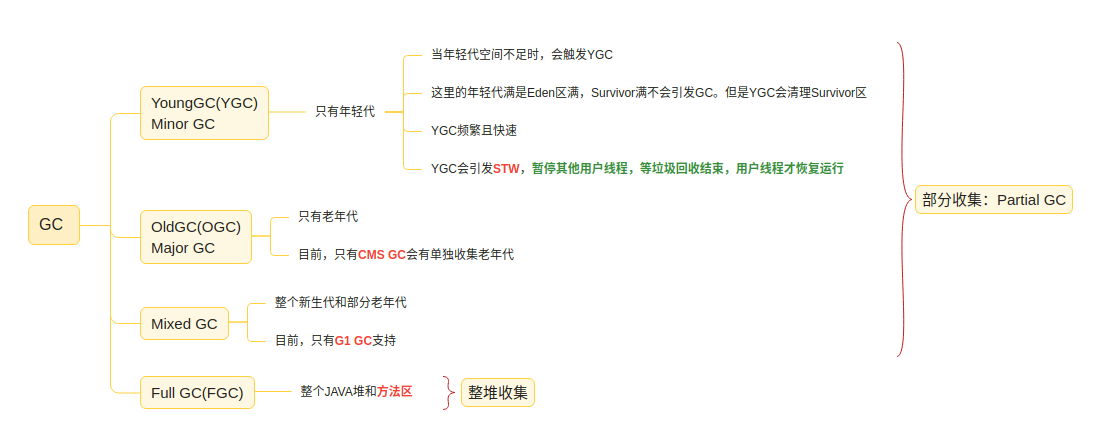 GC
YoungGC(YGC)
Minor GC
只有年轻代
当年轻代空间不足时，会触发YGC
这里的年轻代满是Eden区满，Survivor满不会引发GC。但是YGC会清理Survivor区
YGC频繁且快速
YGC会引发STW，暂停其他用户线程，等垃圾回收结束，用户线程才恢复运行
OldGC(OGC)
Major GC
只有老年代
目前，只有CMS GC会有单独收集老年代
Mixed GC
整个新生代和部分老年代
目前，只有G1 GC支持
部分收集：Partial GC
Full GC(FGC)
整个JAVA堆和方法区
整堆收集